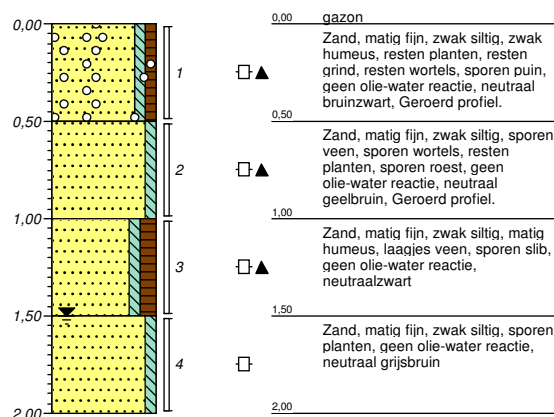 0,00
0,50
1,00
1,50
2,00
1
2
3
4
0,00 gazon
Zand, matig fijn, zwak siltig, zwak
humeus, resten planten, resten
grind, resten wortels, sporen puin,
geen olie-water reactie, neutraal
bruinzwart, Geroerd profiel.
0,50
Zand, matig fijn, zwak siltig, sporen
veen, sporen wortels, resten
planten, sporen roest, geen
olie-water reactie, neutraal
geelbruin, Geroerd profiel.
1,00
Zand, matig fijn, zwak siltig, matig
humeus, laagjes veen, sporen slib,
geen olie-water reactie,
neutraalzwart
1,50
Zand, matig fijn, zwak siltig, sporen
planten, geen olie-water reactie,
neutraal grijsbruin
2,00